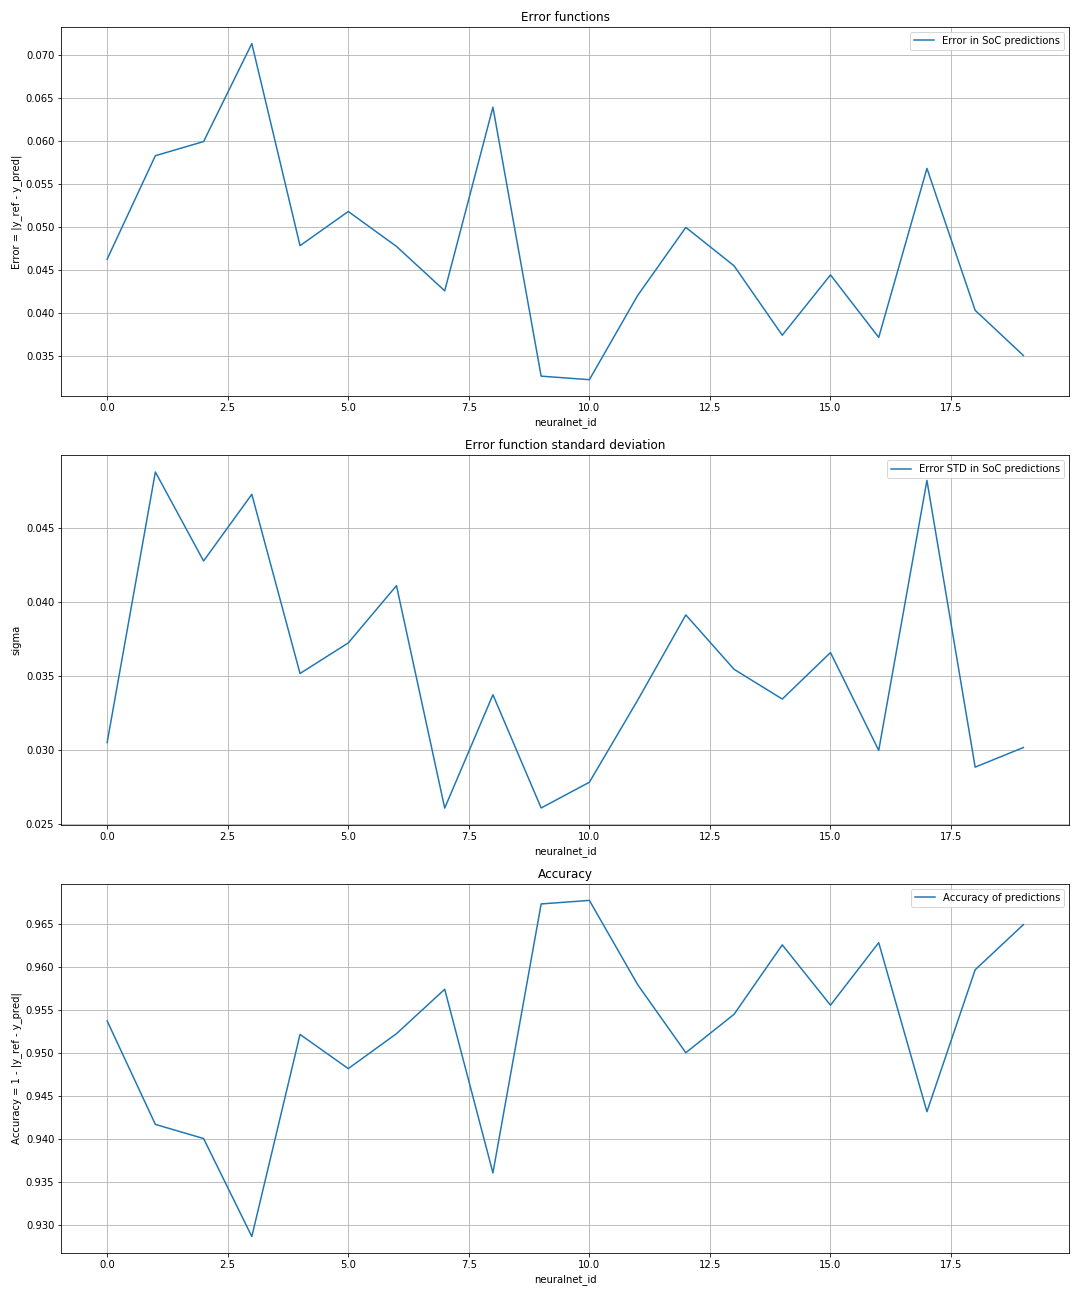 Error functions
Error in SoC predictions
Error = |y_ref - y_pred|
0.070
0.065
0.060
0.055
0.050
0.045
0.040
0.035
0.0 2.5 5.0 7.5 10.0 12.5 15.0 17.5
neuralnet_id
Error function standard deviation
Error STD in SoC predictions
sigma
0.045
0.040
0.035
0.030
0.025
0.0 2.5 5.0 7.5 10.0 12.5 15.0 17.5
neuralnet_id
Accuracy
Accuracy of predictions
Accuracy = 1 - |y_ref - y_pred|
0.965
0.960
0.955
0.950
0.945
0.940
0.935
0.930
0.0 2.5 5.0 7.5 10.0 12.5 15.0 17.5
neuralnet_id